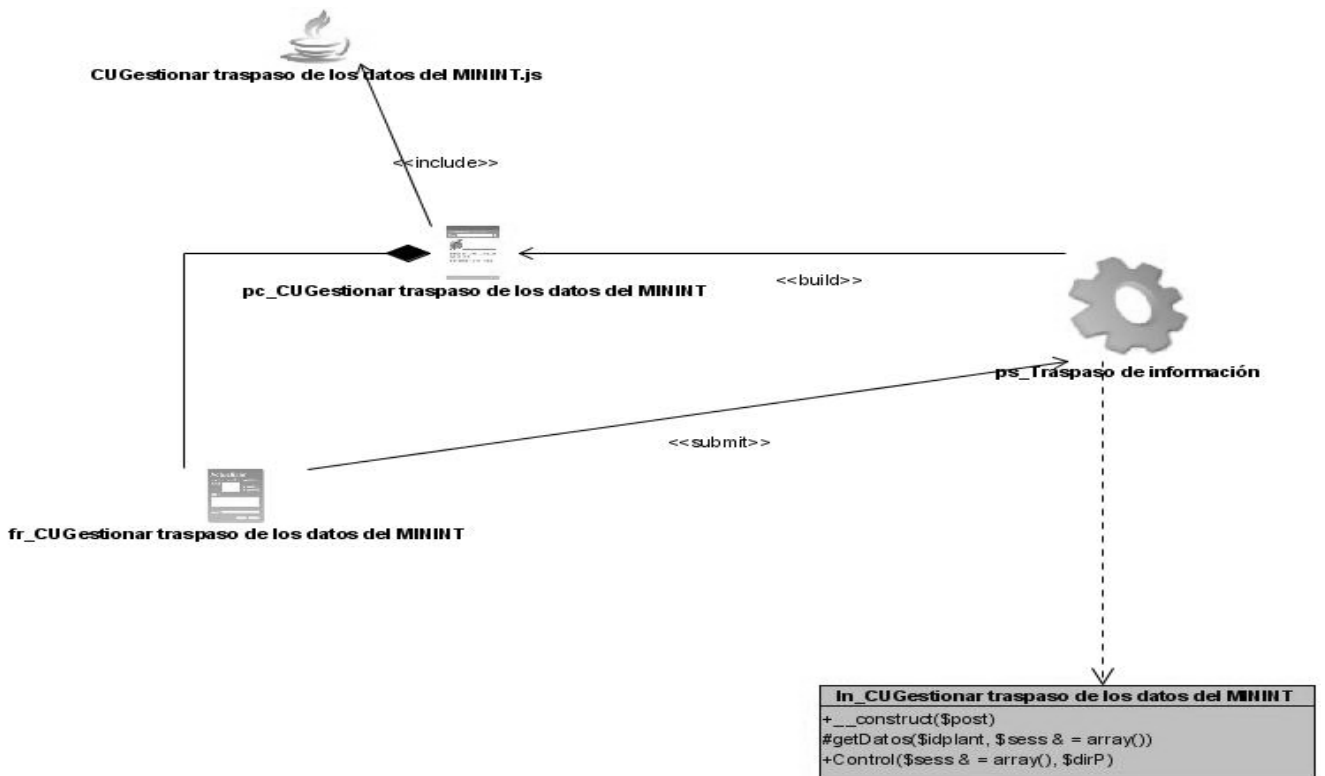 CUGestionar traspaso de los datos del MININT.js
<<include>>
pc_CUGestionar traspaso de los datos del MININT
<<build>>
ps_Traspaso de información
<<submit>>
fr_CUGestionar traspaso de los datos del MININT
ln_CUGestionar traspaso de los datos del MININT
+__construct($post)
#getDatos($idplant, $sess & = array())
+Control($sess & = array(), $dirP)